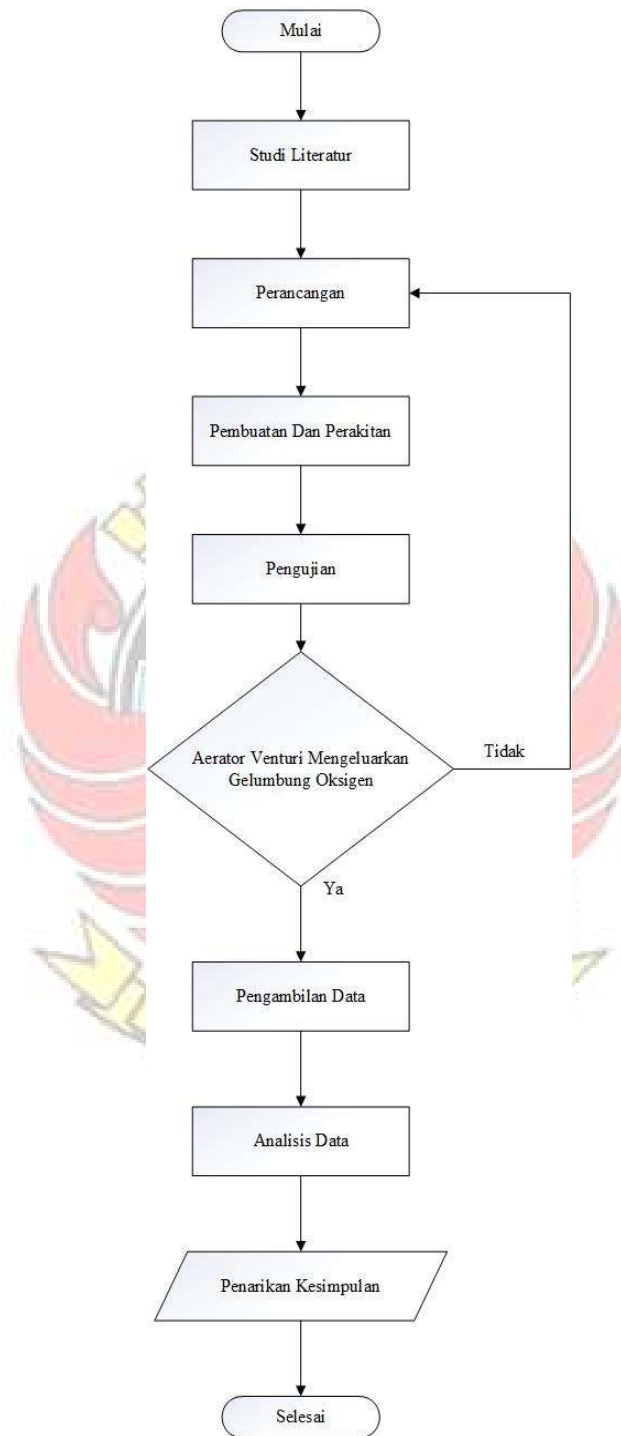 Mulai
Studi Literatur
Perancangan
Pembuatan Dan Perakitan
Pengujian
Aerator Venturi Mengeluarkan
Gelumbung Oksigen
Tidak
Ya
Pengambilan Data
Analisis Data
Penarikan Kesimpulan
Selesai